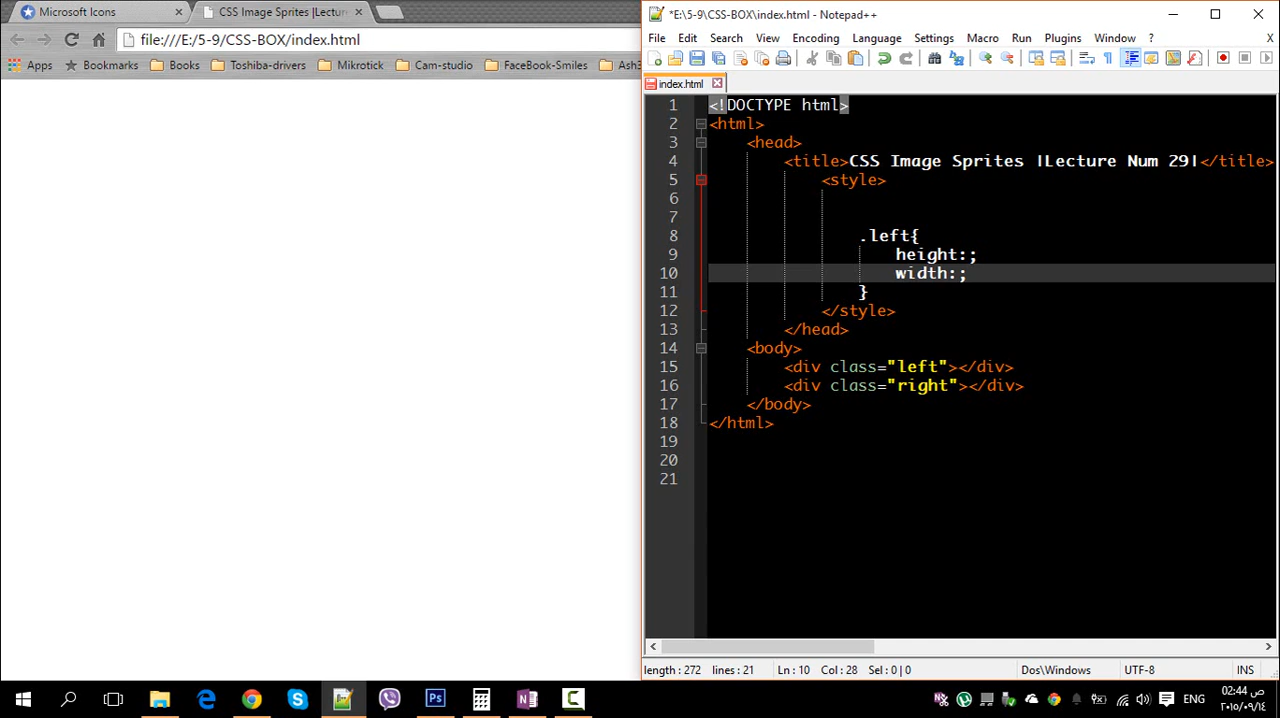 Microsoft Icons
CSS Image Sprites |Lectur
file:///E:/5-9/CSS-BOX/index.html
Apps Bookmarks Books Toshiba-drivers Mikrotick Cam-studio FaceBook-Smiles Ash3
*E:\5-9\CSS-BOX\index.html - Notepad++
File Edit Search View Encoding Language Settings Macro Run Plugins Window ? X
index.html
1 <!DOCTYPE html>
2 <html>
3 <head>
4 <title>CSS Image Sprites |Lecture Num 29|</title>
5 <style>
6
7
8 .left{
9 height:;
10 width:;
11 }
12 </style>
13 </head>
14 <body>
15 <div class="left"></div>
16 <div class="right"></div>
17 </body>
18 </html>
19
20
21
length : 272 lines : 21 Ln : 10 Col : 28 Sel : 0 | 0 Dos\Windows UTF-8 INS
ENG
02:44 ص
٢٠١٥/٠٩/١٤